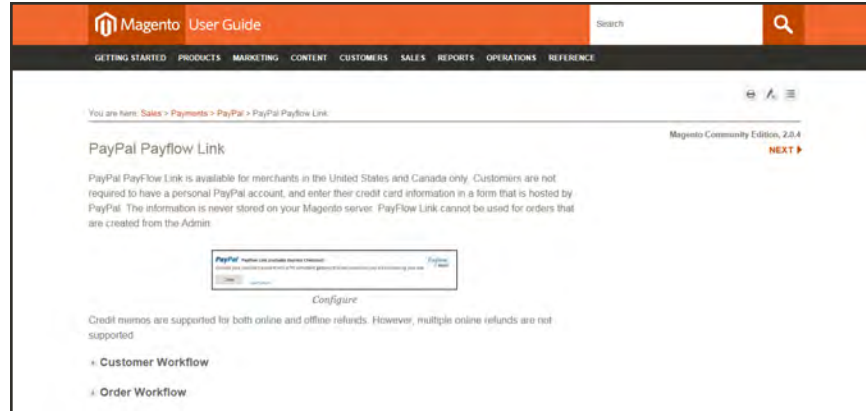 Magento User Guide
Search
GETTING STARTED PRODUCTS MARKETING CONTENT CUSTOMERS SALES REPORTS OPERATIONS REFERENCE
You are here: Sales > Payments > PayPal > PayPal Payflow Link
Magento Community Edition, 2.0.4
NEXT
PayPal Payflow Link
PayPal PayFlow Link is available for merchants in the United States and Canada only. Customers are not
required to have a personal PayPal account, and enter their credit card information in a form that is hosted by
PayPal. The information is never stored on your Magento server. PayFlow Link cannot be used for orders that
are created from the Admin.
PayPal
Configure
Credit memos are supported for both online and offline refunds. However, multiple online refunds are not
supported.
Customer Workflow
Order Workflow